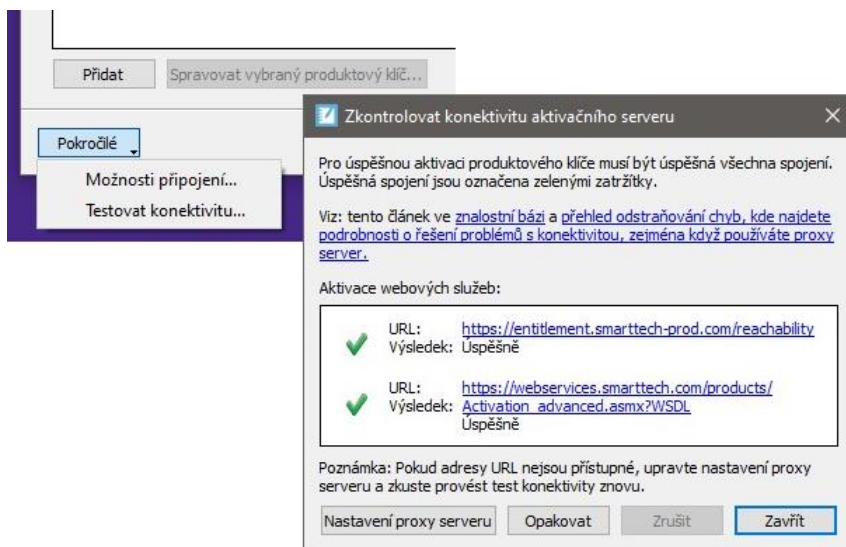 Přidat
Spravovat vybraný produktový klíč...
Pokročilé
Možnosti připojení...
Testovat konektivitu...
Zkontrolovat konektivitu aktivačního serveru
Pro úspěšnou aktivaci produktového klíče musí být úspěšná všechna spojení.
Úspěšná spojení jsou označena zelenými zatržítky.
Viz: tento článek ve znalostní bázi a přehled odstraňování chyb, kde najdete
podrobnosti o řešení problémů s konektivitou, zejména když používáte proxy
server.
Aktivace webových služeb:
URL: https://entitlement.smarttech-prod.com/reachability
Výsledek: Úspěšně
URL: https://webservices.smarttech.com/products/
Výsledek: Activation_advanced.asmx?WSDL
Úspěšně
Poznámka: Pokud adresy URL nejsou přístupné, upravte nastavení proxy
serveru a zkuste provést test konektivity znovu.
Nastavení proxy serveru
Opakovat
Zrušit
Zavřít